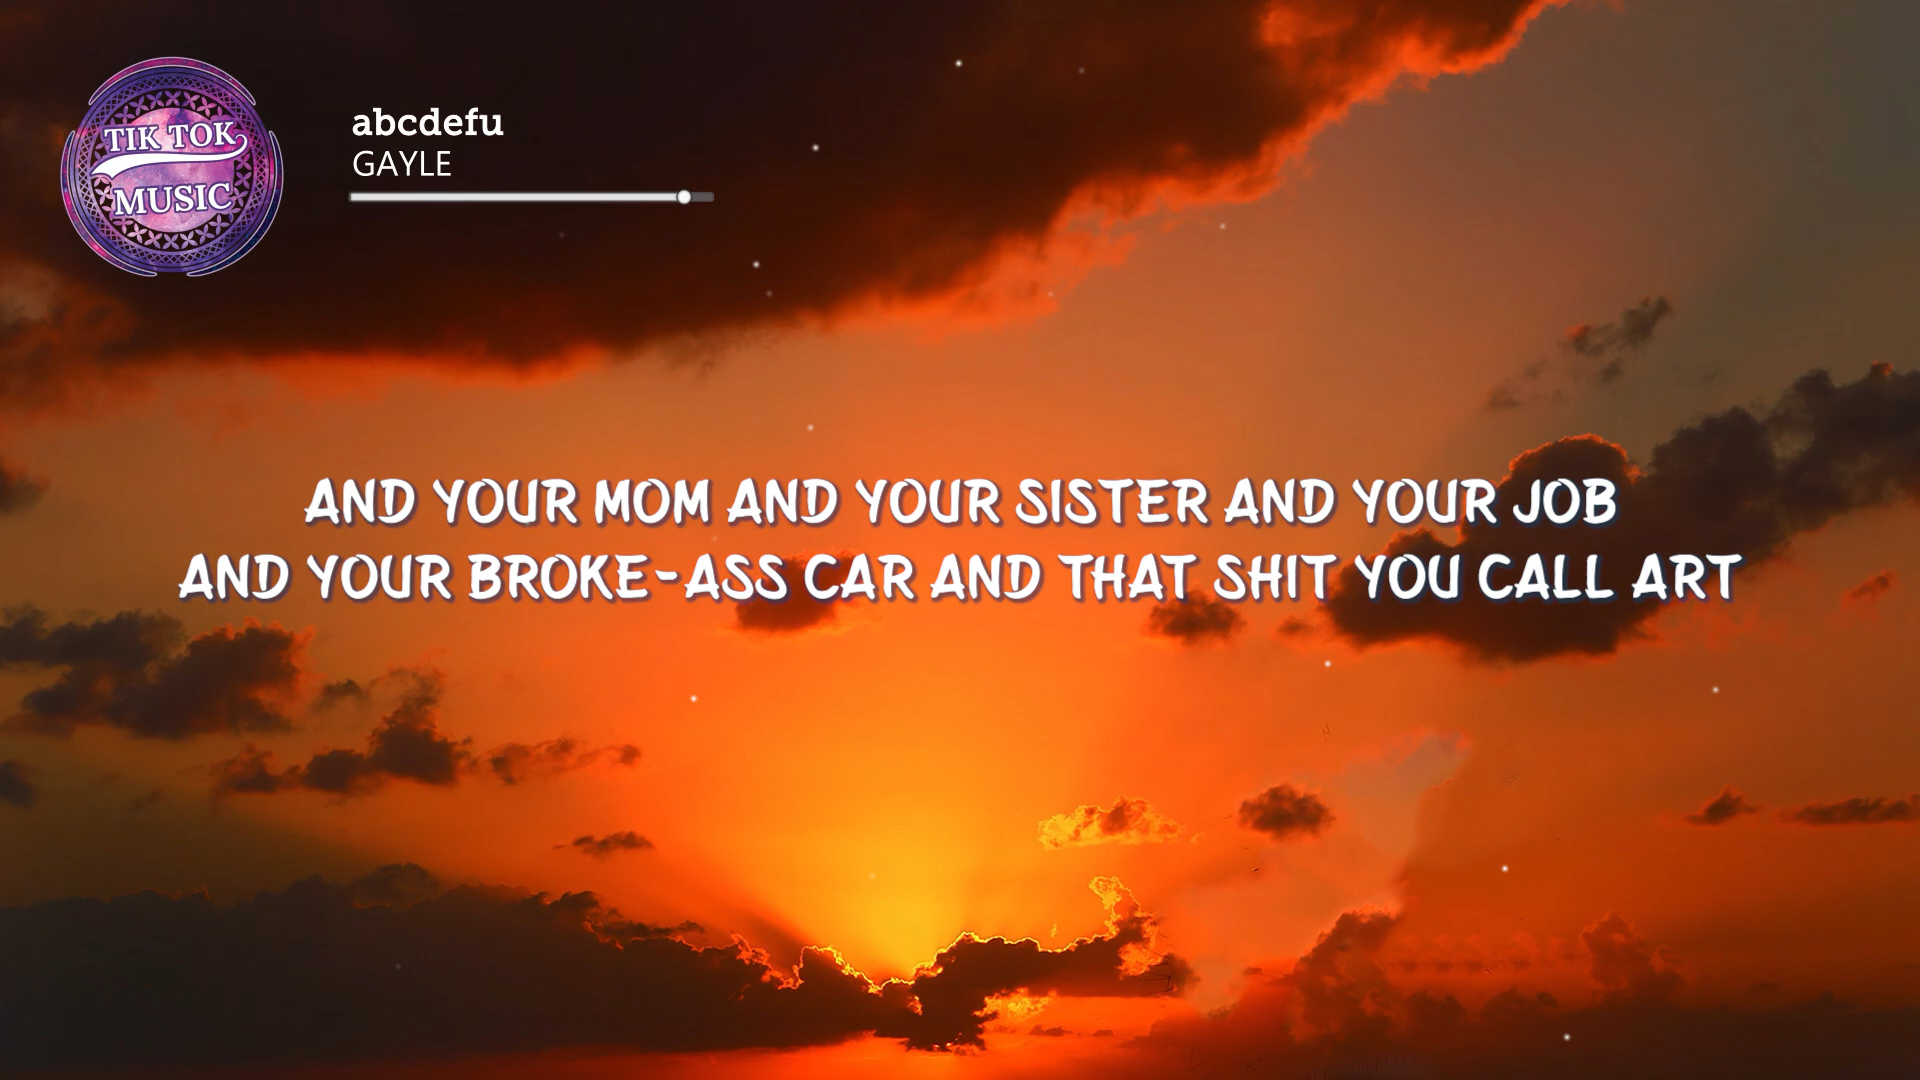 TIK TOK
MUSIC
abcdefu
GAYLE
AND YOUR MOM AND YOUR SISTER AND YOUR JOB
AND YOUR BROKE-ASS CAR AND THAT SHIT YOU CALL ART